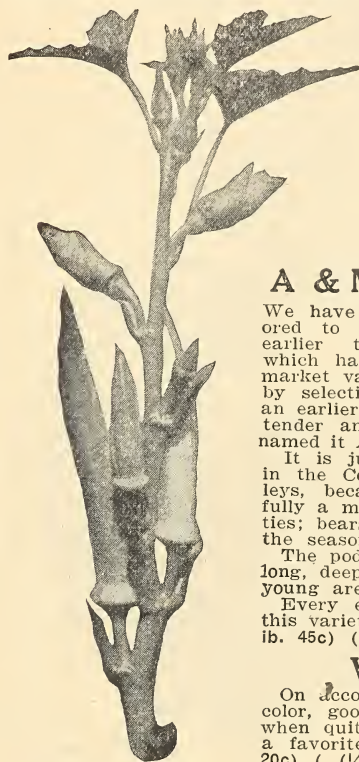 A & M
We have
ored to
earlier t
which ha
market va
by selecti
an earlier
tender an
named it
It is ju
in the Co
leys, beca
fully a m
ties; bear
the seaso
The pod
long, deep
young are
Every e
this varie
ib. 45c) (
On acco
color, goo
when quit
a favorite
20c) (